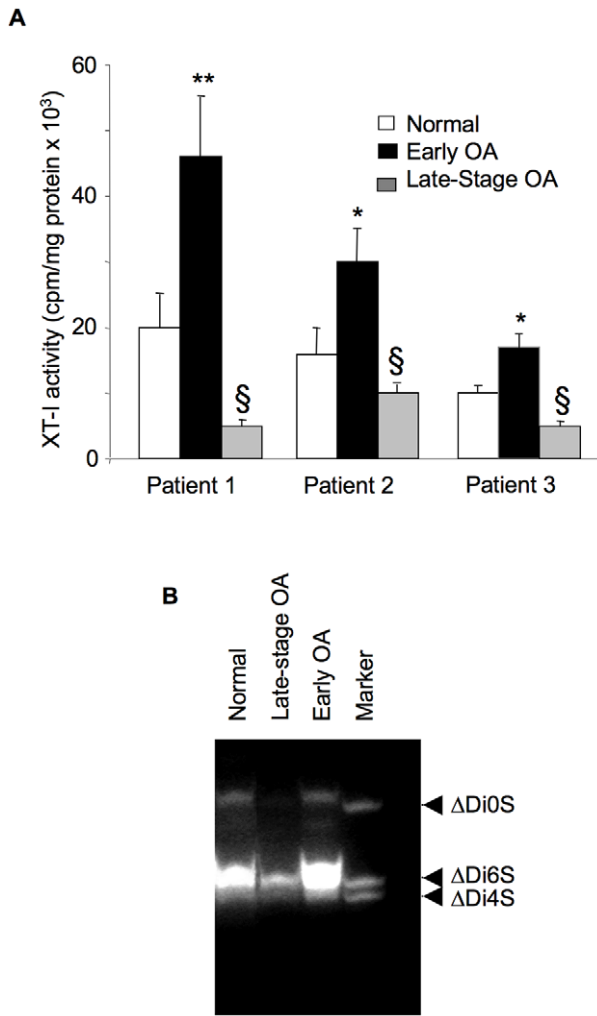 A
XT-I activity (cpm/mg protein x 10³)
60
40
20
0
**
*
*
§
§
§
Normal
Early OA
Late-Stage OA
Patient 1
Patient 2
Patient 3
B
Normal
Late-stage OA
Early OA
Marker
ΔDi0S
ΔDi6S
ΔDi4S